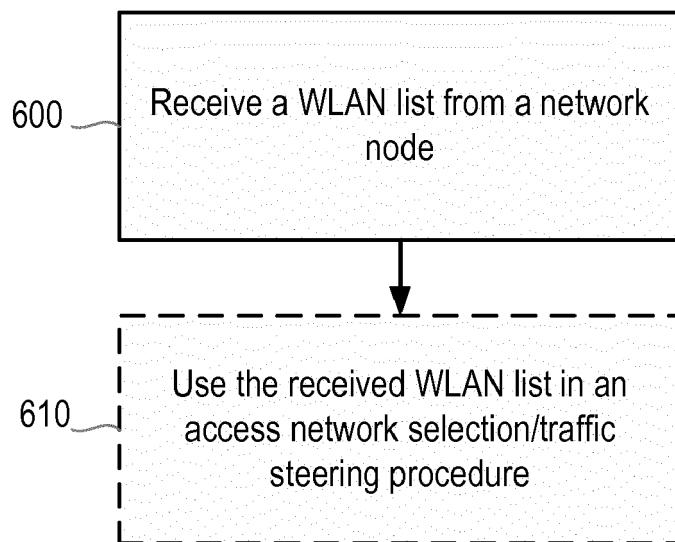 600
Receive a WLAN list from a network
node
610
Use the received WLAN list in an
access network selection/traffic
steering procedure